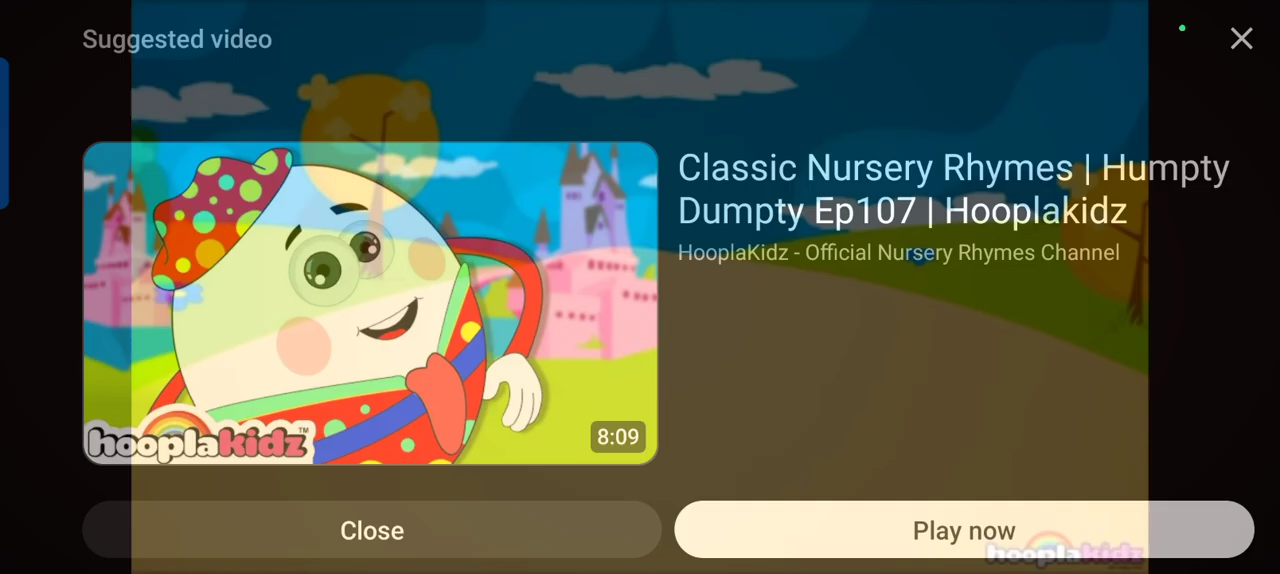 Suggested video
Classic Nursery Rhymes | Humpty
Dumpty Ep107 | Hooplakidz
HooplaKidz - Official Nursery Rhymes Channel
hooplakidz™
8:09
Close
Play now
hooplakidz